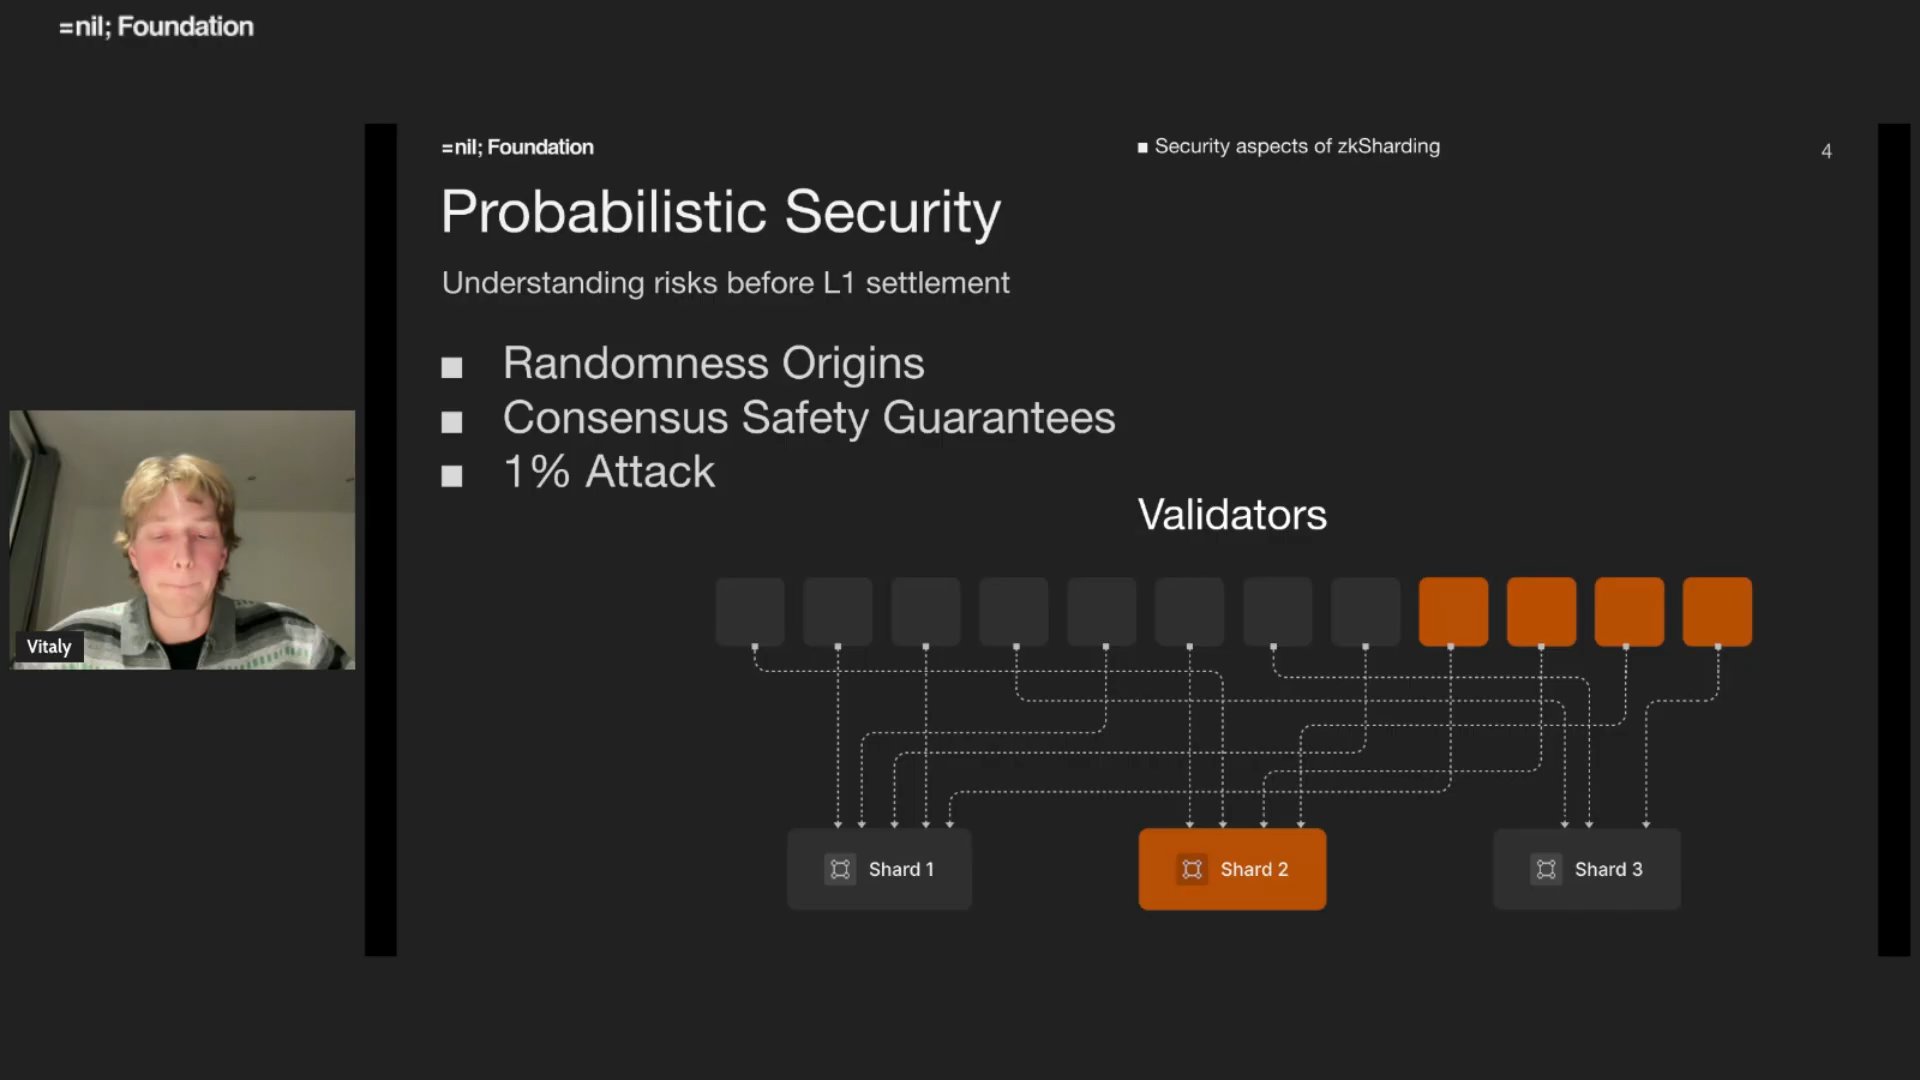 =nil; Foundation
=nil; Foundation
Security aspects of zkSharding
4
Probabilistic Security
Understanding risks before L1 settlement
Randomness Origins
Consensus Safety Guarantees
1% Attack
Validators
Vitaly
Shard 1
Shard 2
Shard 3